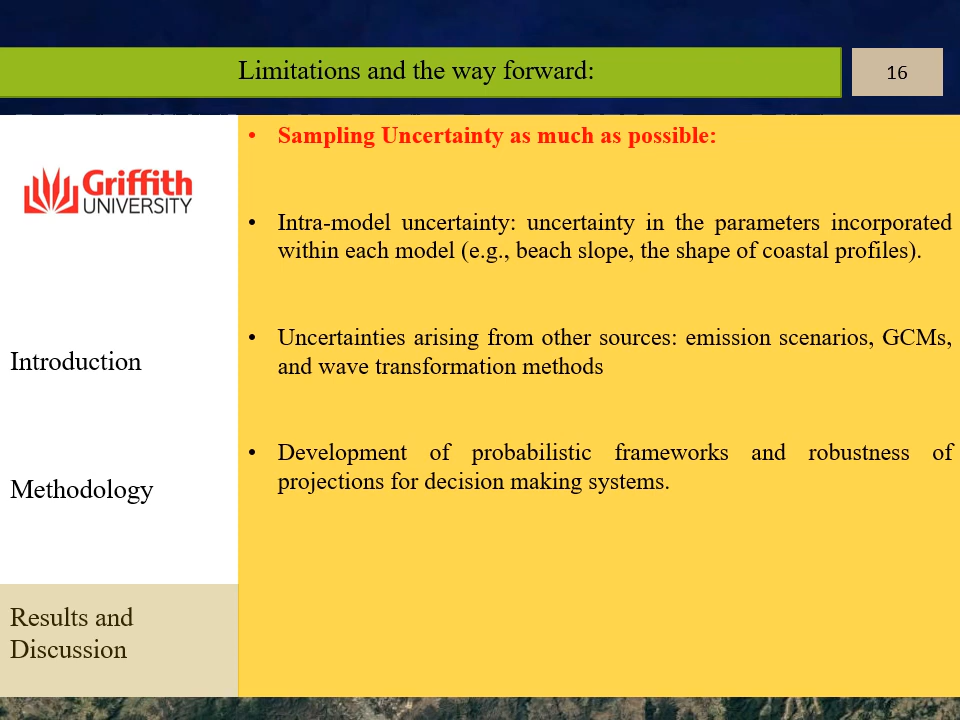 Limitations and the way forward:
16
Griffith
UNIVERSITY
Introduction
Methodology
Results and
Discussion
• Sampling Uncertainty as much as possible:
• Intra-model uncertainty: uncertainty in the parameters incorporated
within each model (e.g., beach slope, the shape of coastal profiles).
• Uncertainties arising from other sources: emission scenarios, GCMs,
and wave transformation methods
• Development of probabilistic frameworks and robustness of
projections for decision making systems.